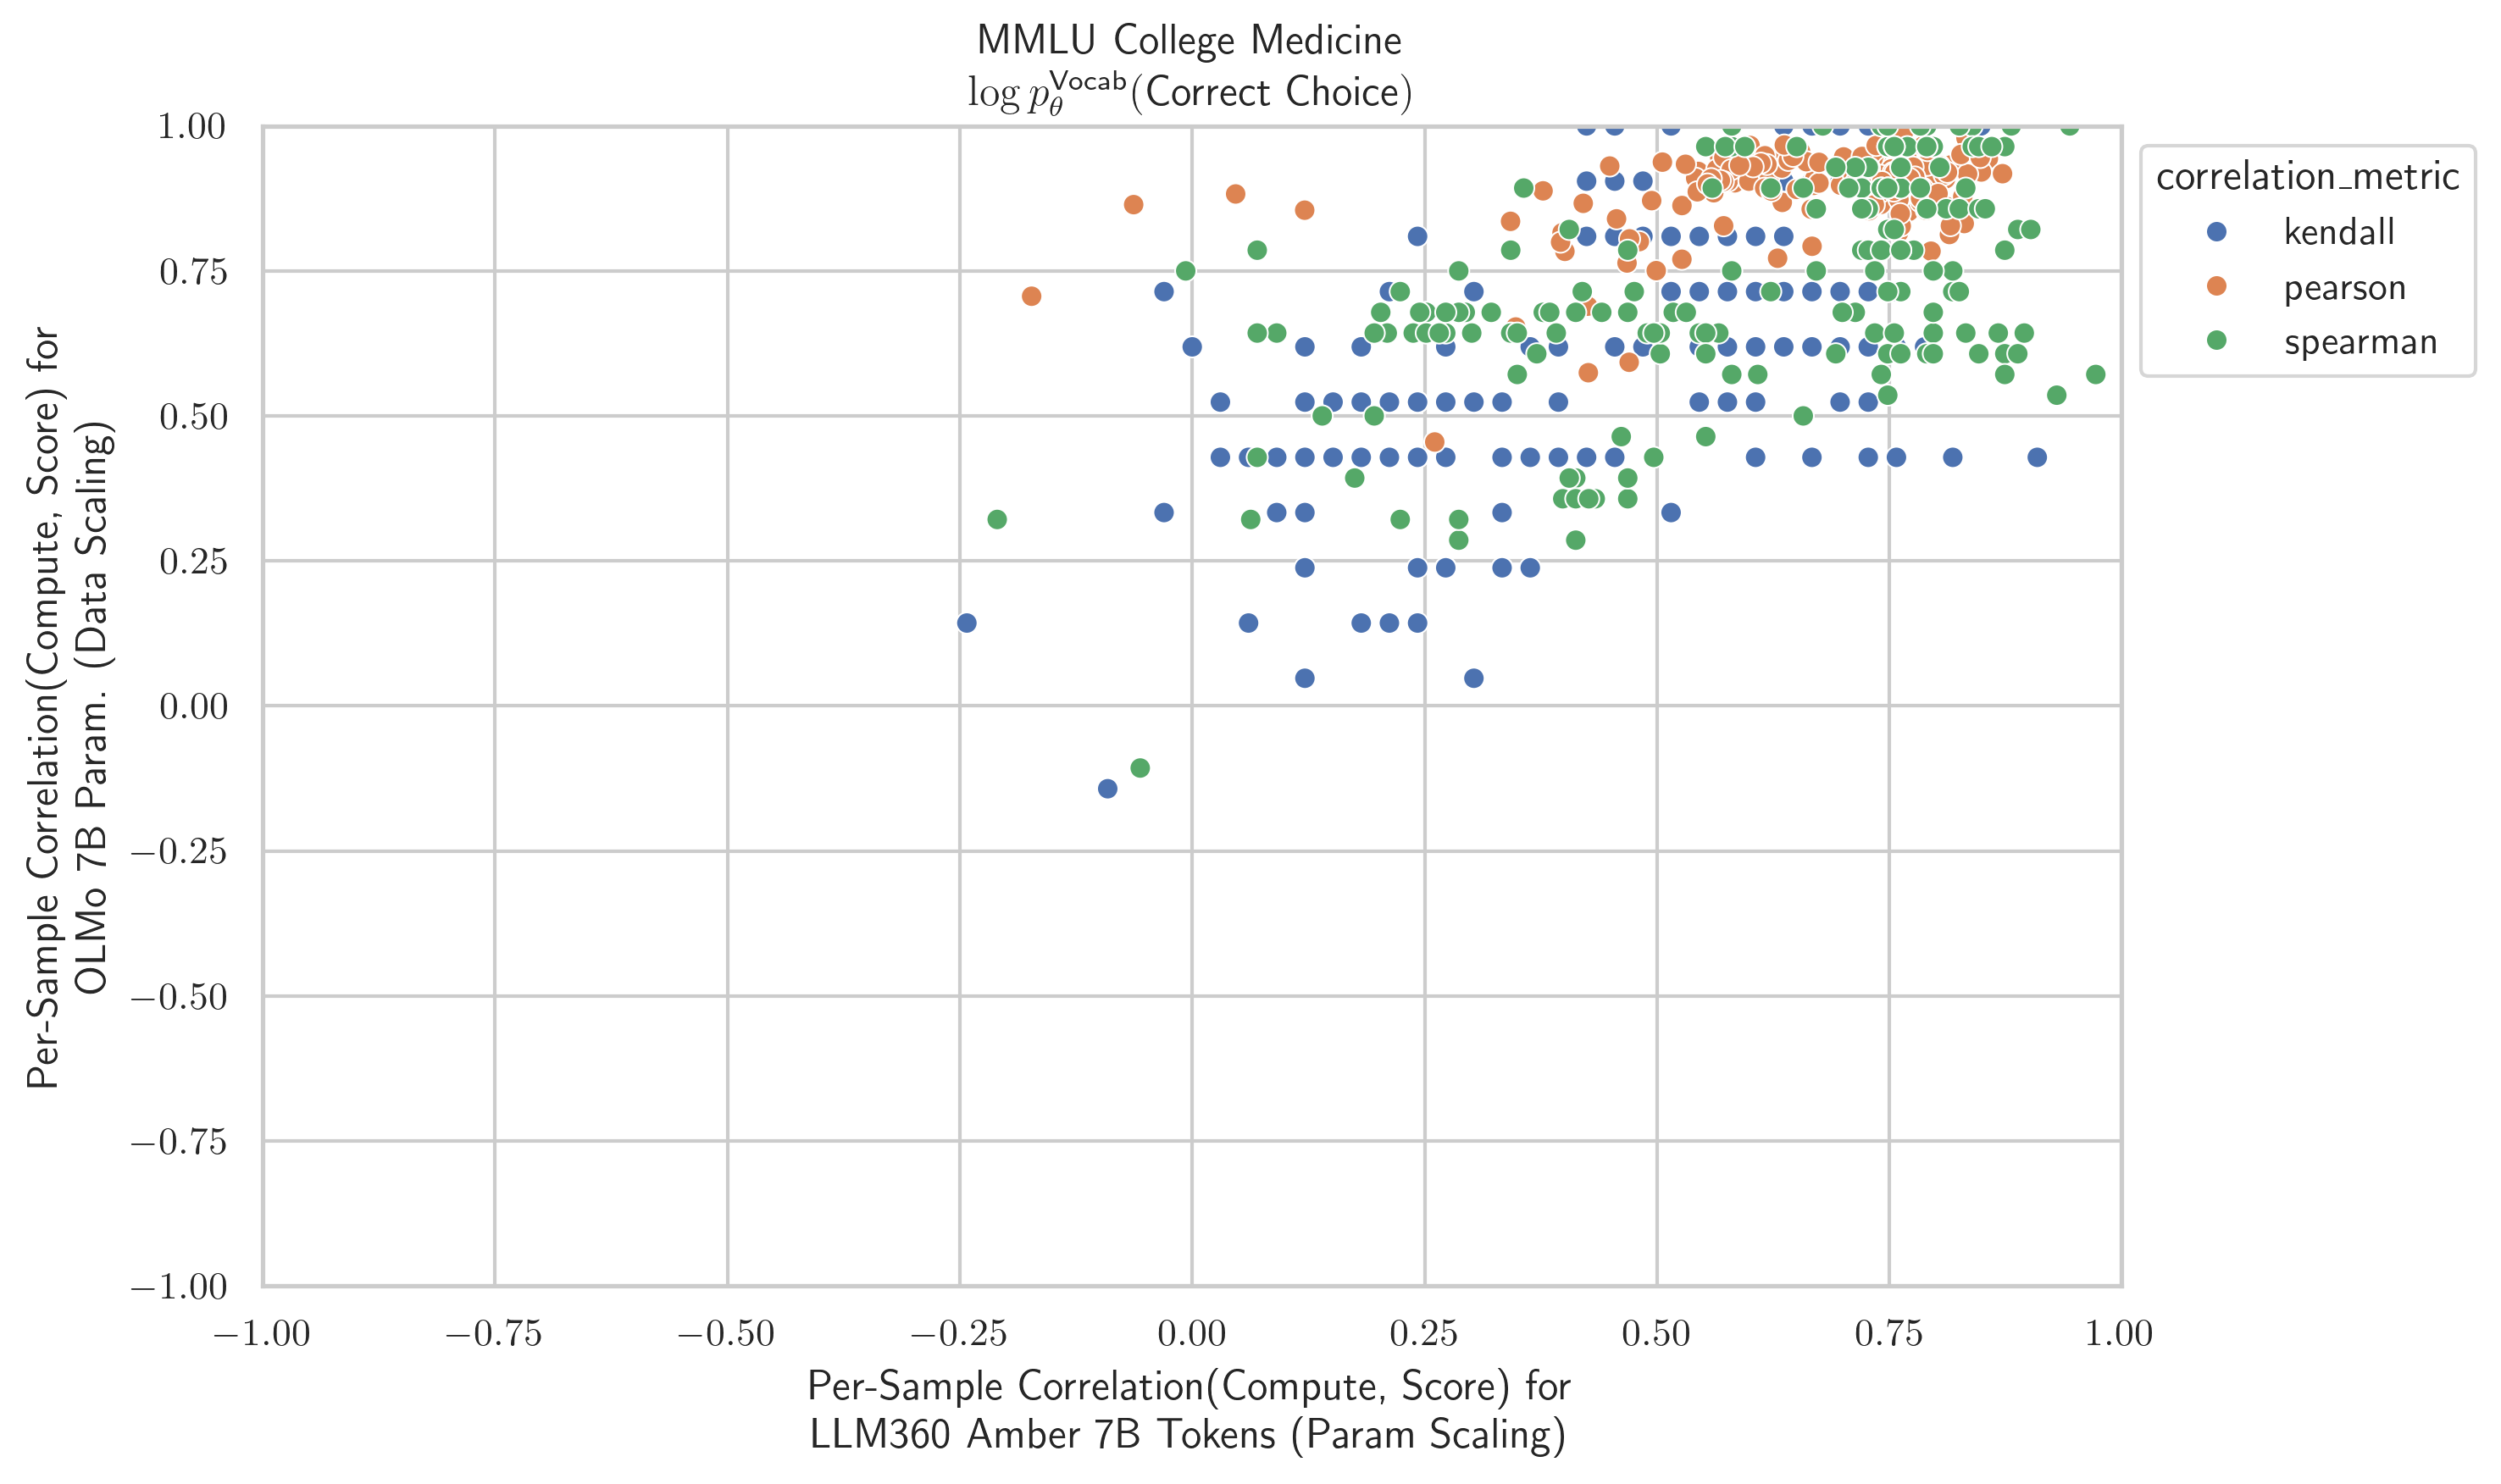 MMLU College Medicine
log p_θ^Vocab(Correct Choice)
Per-Sample Correlation(Compute, Score) for
OLMo 7B Param. (Data Scaling)
1.00
0.75
0.50
0.25
0.00
−0.25
−0.50
−0.75
−1.00
−1.00 −0.75 −0.50 −0.25 0.00 0.25 0.50 0.75 1.00
Per-Sample Correlation(Compute, Score) for
LLM360 Amber 7B Tokens (Param Scaling)
correlation_metric
kendall
pearson
spearman